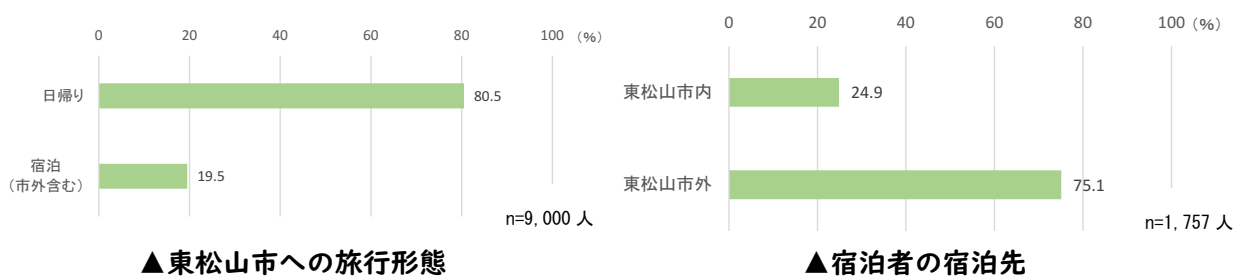 0 20 40 60 80 100 (%)
日帰り 80.5
宿泊
(市外含む) 19.5
n=9,000 人
▲東松山市への旅行形態
0 20 40 60 80 100 (%)
東松山市内 24.9
東松山市外 75.1
n=1,757 人
▲宿泊者の宿泊先